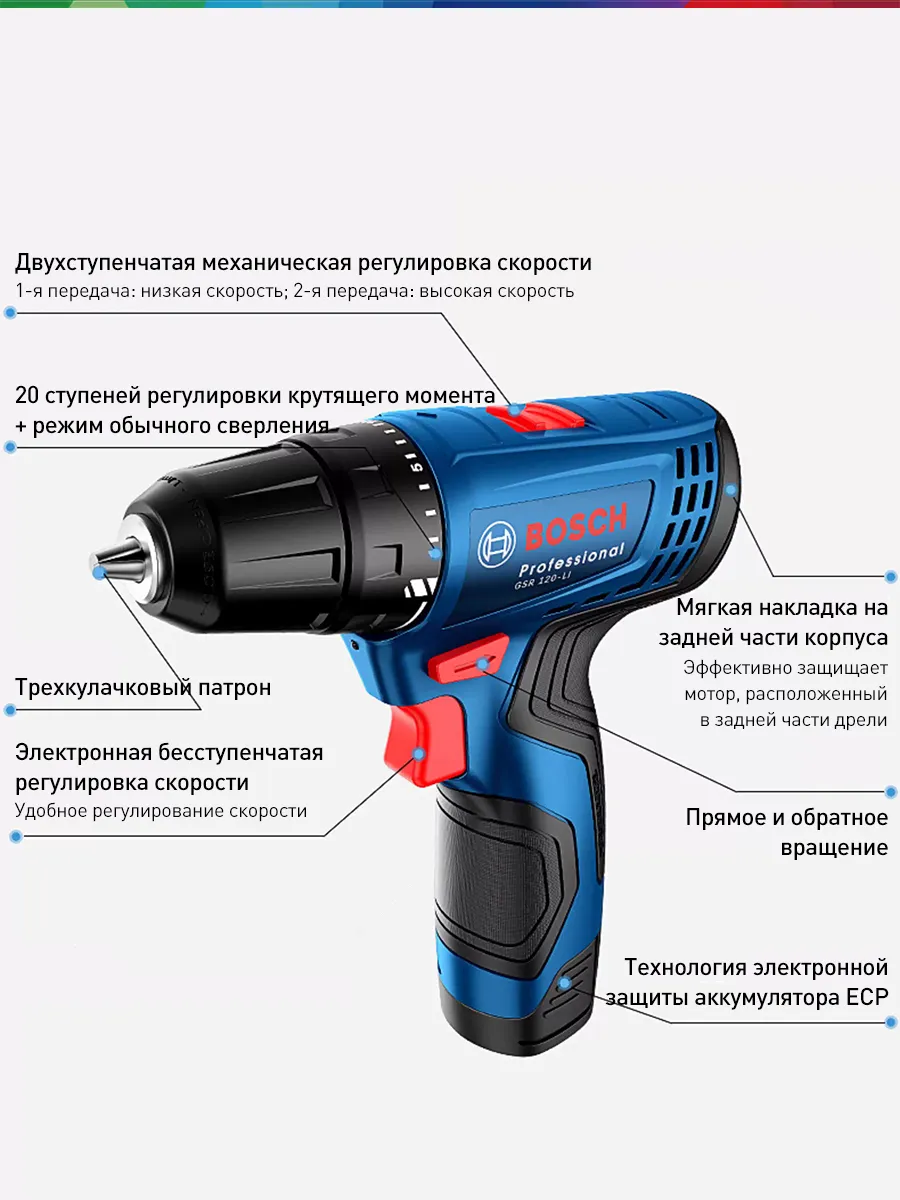 Двухступенчатая механическая регулировка скорости
1-я передача: низкая скорость; 2-я передача: высокая скорость
20 ступеней регулировки крутящего момента
+ режим обычного сверления
5
BOSCH
Professional
GSR 120-LI
Мягкая накладка на
задней части корпуса
Эффективно защищает
мотор, расположенный
в задней части дрели
Трехкулачковый патрон
Электронная бесступенчатая
регулировка скорости
Удобное регулирование скорости
Прямое и обратное
вращение
Технология электронной
защиты аккумулятора ECP